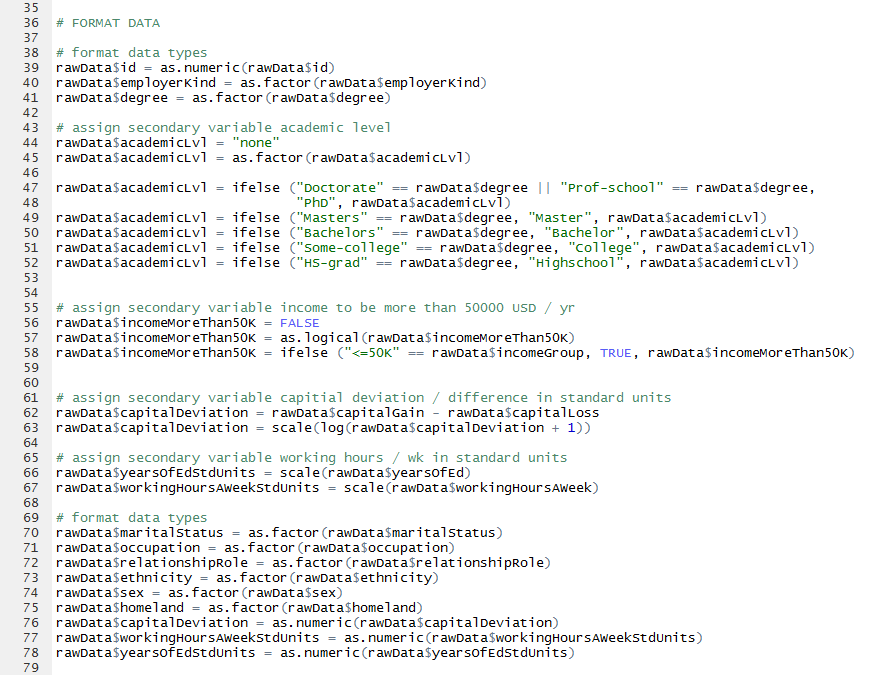 35
36 # FORMAT DATA
37
38 # format data types
39 rawData$id = as.numeric(rawData$id)
40 rawData$employerKind = as.factor(rawData$employerKind)
41 rawData$degree = as.factor(rawData$degree)
42
43 # assign secondary variable academic level
44 rawData$academicLvl = "none"
45 rawData$academicLvl = as.factor(rawData$academicLvl)
46
47 rawData$academicLvl = ifelse ("Doctorate" == rawData$degree || "Prof-school" == rawData$degree,
48                               "PhD", rawData$academicLvl)
49 rawData$academicLvl = ifelse ("Masters" == rawData$degree, "Master", rawData$academicLvl)
50 rawData$academicLvl = ifelse ("Bachelors" == rawData$degree, "Bachelor", rawData$academicLvl)
51 rawData$academicLvl = ifelse ("Some-college" == rawData$degree, "College", rawData$academicLvl)
52 rawData$academicLvl = ifelse ("HS-grad" == rawData$degree, "Highschool", rawData$academicLvl)
53
54
55 # assign secondary variable income to be more than 50000 USD / yr
56 rawData$incomeMoreThan50K = FALSE
57 rawData$incomeMoreThan50K = as.logical(rawData$incomeMoreThan50K)
58 rawData$incomeMoreThan50K = ifelse ("<=50K" == rawData$incomeGroup, TRUE, rawData$incomeMoreThan50K)
59
60
61 # assign secondary variable capitial deviation / difference in standard units
62 rawData$capitalDeviation = rawData$capitalGain - rawData$capitalLoss
63 rawData$capitalDeviation = scale(log(rawData$capitalDeviation + 1))
64
65 # assign secondary variable working hours / wk in standard units
66 rawData$yearsOfEdStdUnits = scale(rawData$yearsOfEd)
67 rawData$workingHoursAWeekStdUnits = scale(rawData$workingHoursAWeek)
68
69 # format data types
70 rawData$maritalStatus = as.factor(rawData$maritalStatus)
71 rawData$occupation = as.factor(rawData$occupation)
72 rawData$relationshipRole = as.factor(rawData$relationshipRole)
73 rawData$ethnicity = as.factor(rawData$ethnicity)
74 rawData$sex = as.factor(rawData$sex)
75 rawData$homeland = as.factor(rawData$homeland)
76 rawData$capitalDeviation = as.numeric(rawData$capitalDeviation)
77 rawData$workingHoursAWeekStdUnits = as.numeric(rawData$workingHoursAWeekStdUnits)
78 rawData$yearsOfEdStdUnits = as.numeric(rawData$yearsOfEdStdUnits)
79